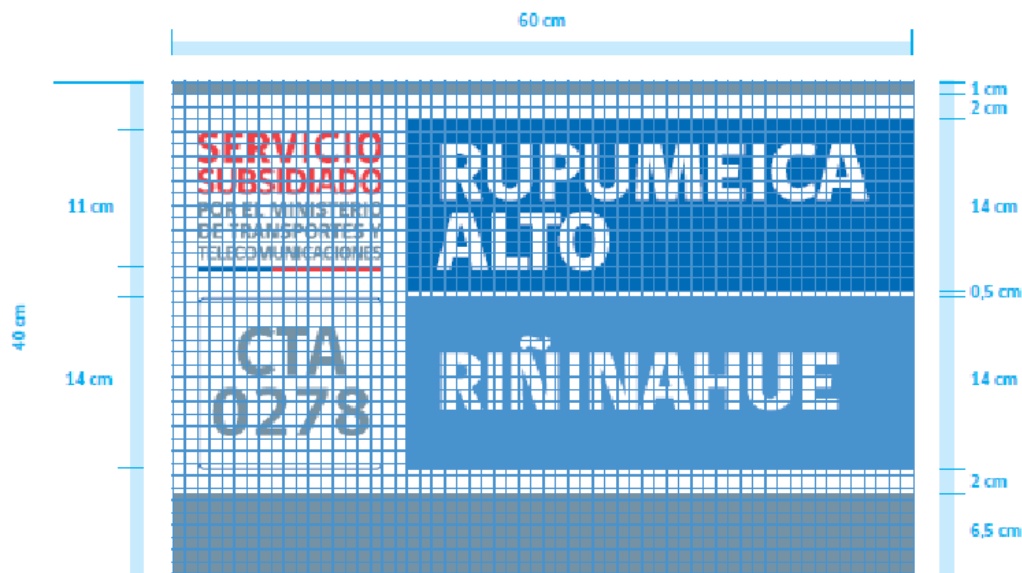 60 cm
1 cm
2 cm
SERVICIO
SUBSIDIADO
POR EL MINISTERIO
DE TRANSPORTES Y
TELECOMUNICACIONES
RUPUMEICA
ALTO
11 cm
14 cm
0,5 cm
40 cm
CTA
0278
RIÑINAHUE
14 cm
14 cm
2 cm
6,5 cm